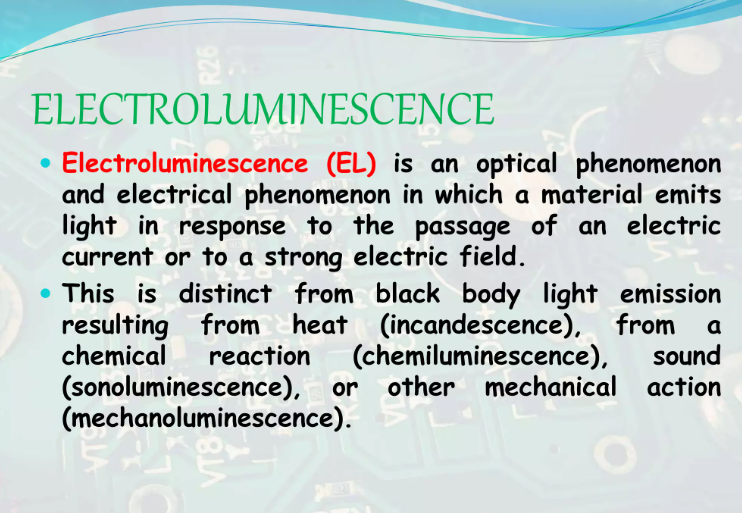 ELECTROLUMINESCENCE
Electroluminescence (EL) is an optical phenomenon
and electrical phenomenon in which a material emits
light in response to the passage of an electric
current or to a strong electric field.
This is distinct from black body light emission
resulting from heat (incandescence), from a
chemical reaction (chemiluminescence), sound
(sonoluminescence), or other mechanical action
(mechanoluminescence).